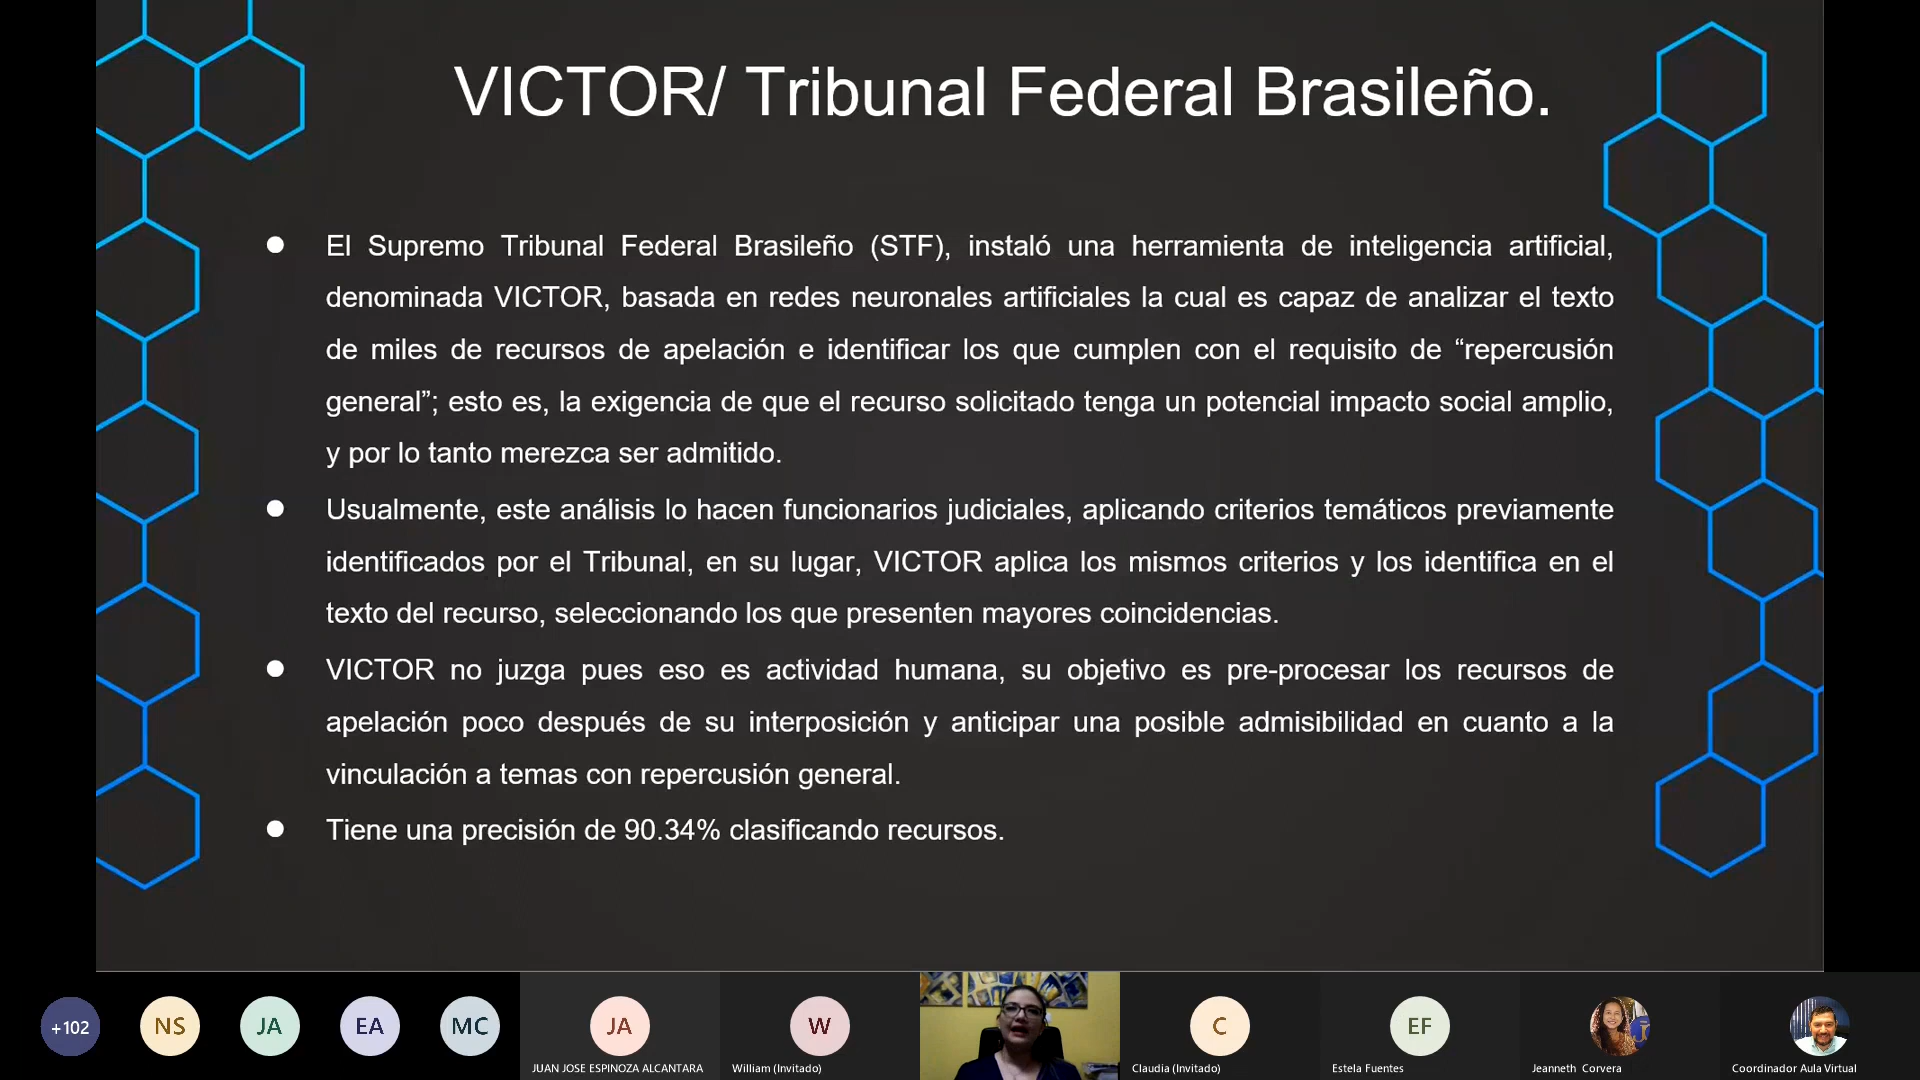 VICTOR/ Tribunal Federal Brasileño.
● El Supremo Tribunal Federal Brasileño (STF), instaló una herramienta de inteligencia artificial,
denominada VICTOR, basada en redes neuronales artificiales la cual es capaz de analizar el texto
de miles de recursos de apelación e identificar los que cumplen con el requisito de “repercusión
general”; esto es, la exigencia de que el recurso solicitado tenga un potencial impacto social amplio,
y por lo tanto merezca ser admitido.
● Usualmente, este análisis lo hacen funcionarios judiciales, aplicando criterios temáticos previamente
identificados por el Tribunal, en su lugar, VICTOR aplica los mismos criterios y los identifica en el
texto del recurso, seleccionando los que presenten mayores coincidencias.
● VICTOR no juzga pues eso es actividad humana, su objetivo es pre-procesar los recursos de
apelación poco después de su interposición y anticipar una posible admisibilidad en cuanto a la
vinculación a temas con repercusión general.
● Tiene una precisión de 90.34% clasificando recursos.
+102 NS JA EA MC JA W C EF
JUAN JOSE ESPINOZA ALCANTARA William (Invitado) Claudia (Invitado) Estela Fuentes Jeanneth Corvera Coordinador Aula Virtual